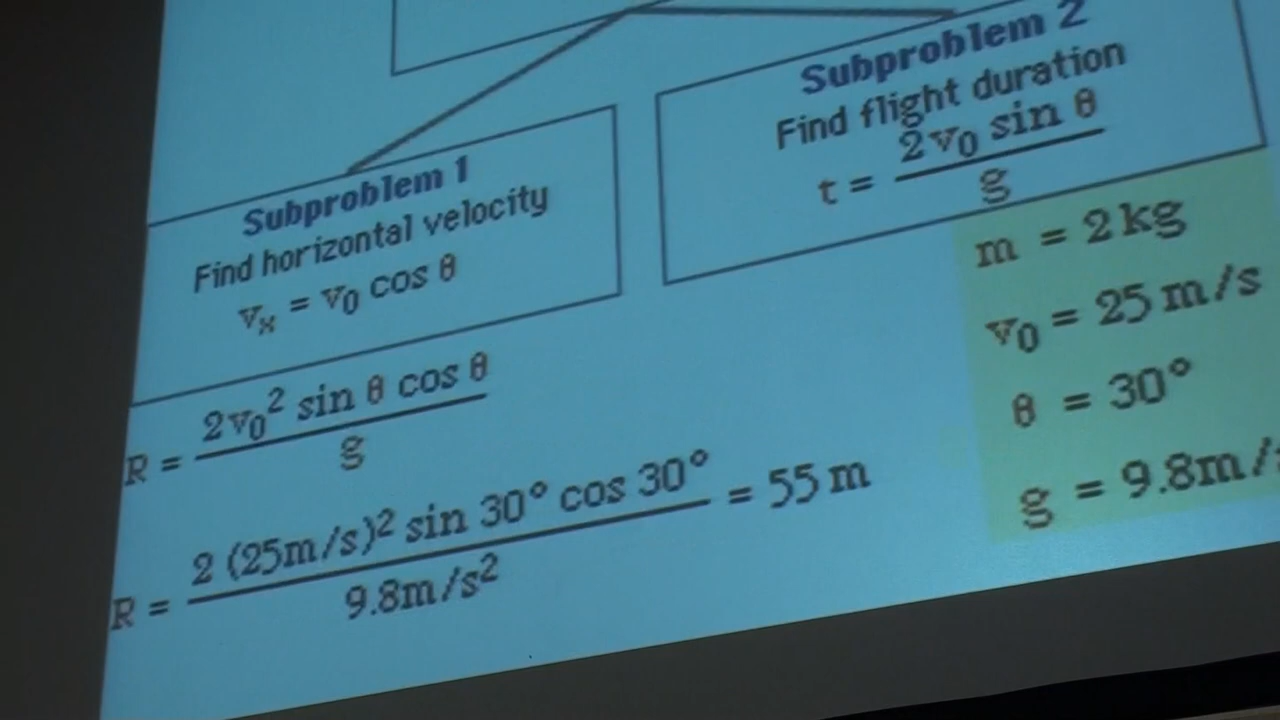 Subproblem 1
Find horizontal velocity
vₓ = v₀ cos θ
Subproblem 2
Find flight duration
t = 2v₀ sin θ / g
m = 2 kg
v₀ = 25 m/s
θ = 30°
g = 9.8m/
R = 2v₀² sin θ cos θ / g
R = 2 (25m/s)² sin 30° cos 30° / 9.8m/s² = 55 m